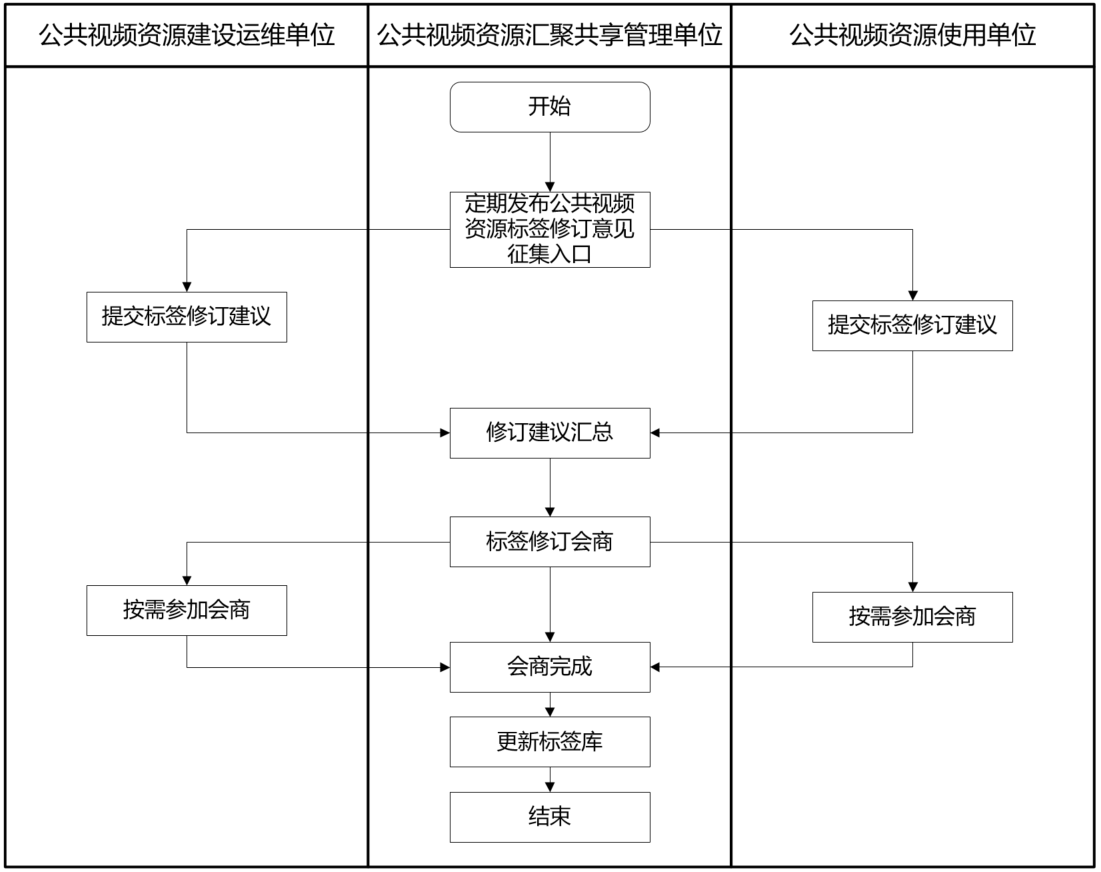 公共视频资源建设运维单位
公共视频资源汇聚共享管理单位
公共视频资源使用单位
开始
定期发布公共视频
资源标签修订意见
征集入口
提交标签修订建议
提交标签修订建议
修订建议汇总
标签修订会商
按需参加会商
按需参加会商
会商完成
更新标签库
结束